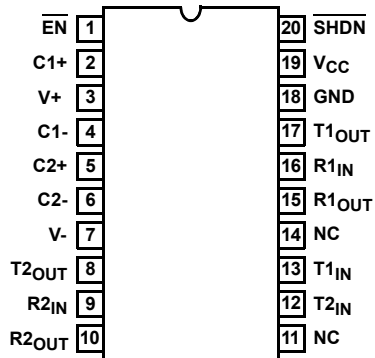 EN 1 20 SHDN
C1+ 2 19 VCC
V+ 3 18 GND
C1- 4 17 T1OUT
C2+ 5 16 R1IN
C2- 6 15 R1OUT
V- 7 14 NC
T2OUT 8 13 T1IN
R2IN 9 12 T2IN
R2OUT 10 11 NC